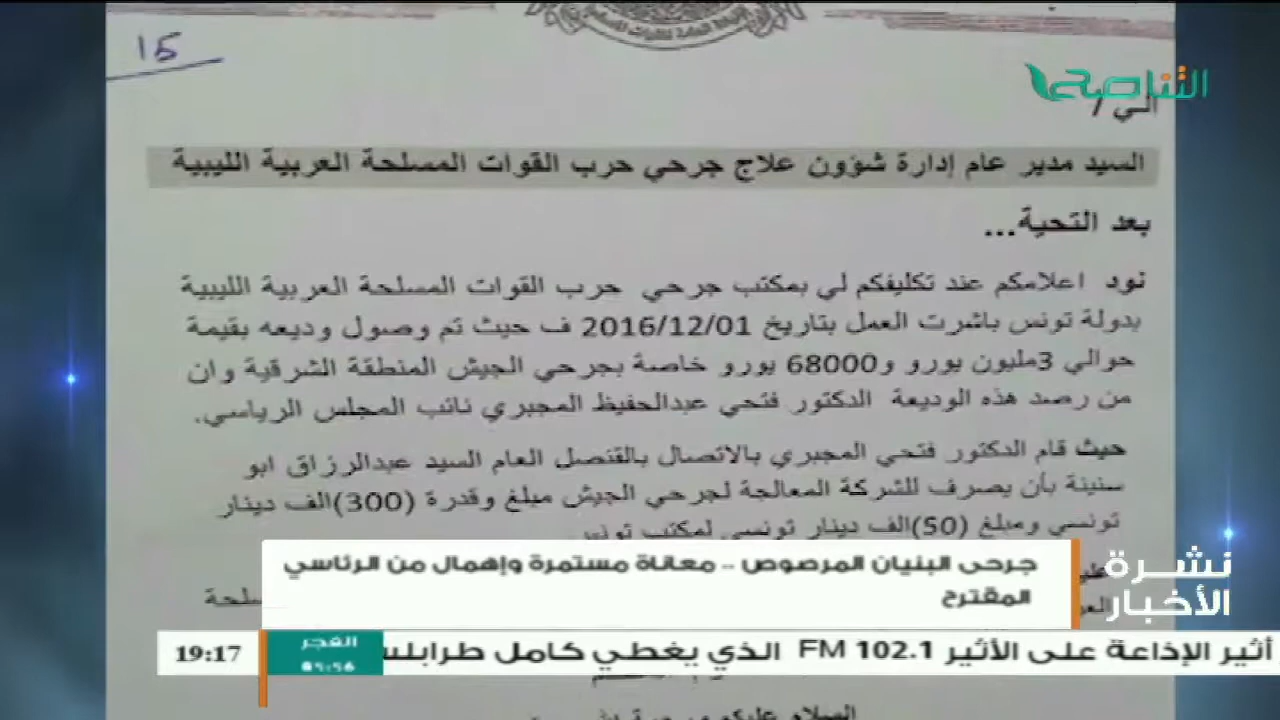 15
التناصح
الي /
السيد مدير عام إدارة شؤون علاج جرحي حرب القوات المسلحة العربية الليبية
بعد التحية...
نود اعلامكم عند تكليفكم لي بمكتب جرحي حرب القوات المسلحة العربية الليبية
بدولة تونس باشرت العمل بتاريخ 2016/12/01 ف حيث تم وصول وديعه بقيمة
حوالي 3مليون يورو و68000 يورو خاصة بجرحي الجيش المنطقة الشرقية وان
من رصد هذه الوديعة الدكتور فتحي عبدالحفيظ المجبري نائب المجلس الرياسي.
حيث قام الدكتور فتحي المجبري بالاتصال بالقنصل العام السيد عبدالرزاق ابو
سنينة بأن يصرف للشركة المعالجة لجرحي الجيش مبلغ وقدرة (300)الف دينار
تونسي ومبلغ (50)الف دينار تونسي لمكتب تونس
جرحى البنيان المرصوص .. معاناة مستمرة وإهمال من الرئاسي
المقترح
نشرة
الأخبار
أثير الإذاعة على الأثير FM 102.1 الذي يغطي كامل طرابلس
الفجر
19:17
السلام عليكم